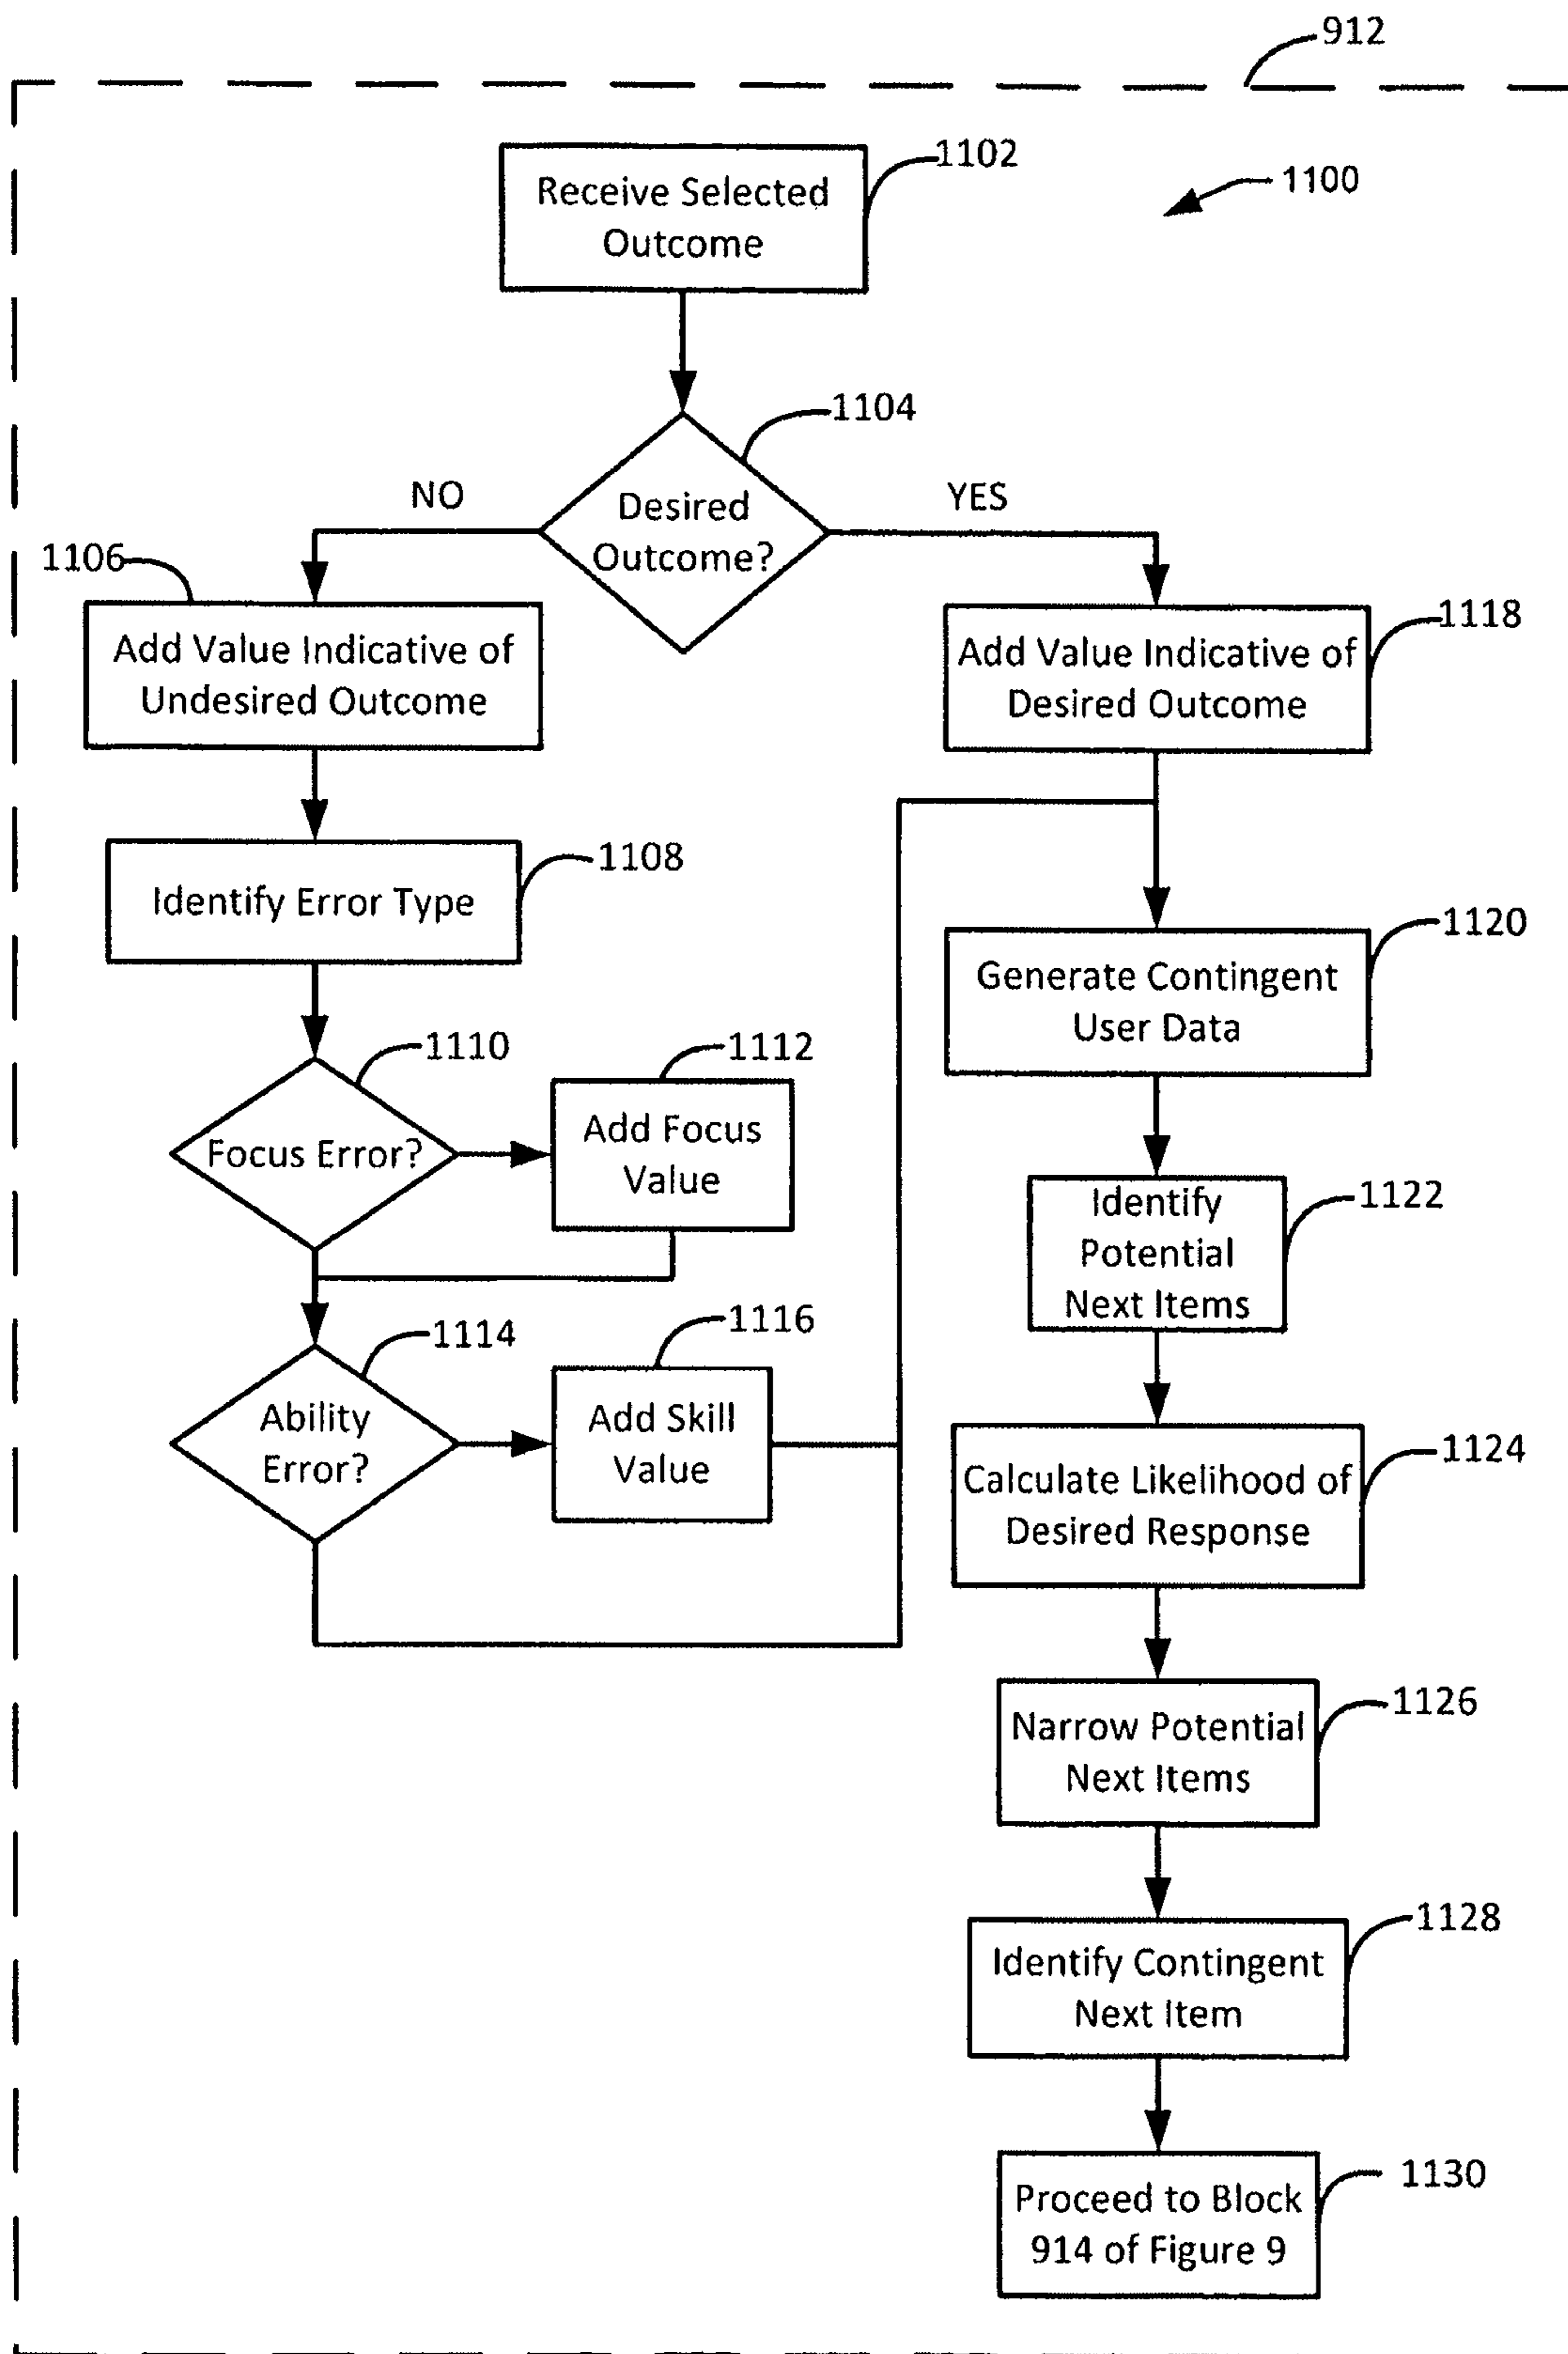 912
1102
Receive Selected
Outcome
1100
1104
Desired
Outcome?
NO
YES
1106
Add Value Indicative of
Undesired Outcome
1118
Add Value Indicative of
Desired Outcome
1108
Identify Error Type
1120
Generate Contingent
User Data
1110
Focus Error?
1112
Add Focus
Value
1122
Identify
Potential
Next Items
1114
Ability
Error?
1116
Add Skill
Value
1124
Calculate Likelihood of
Desired Response
1126
Narrow Potential
Next Items
1128
Identify Contingent
Next Item
1130
Proceed to Block
914 of Figure 9